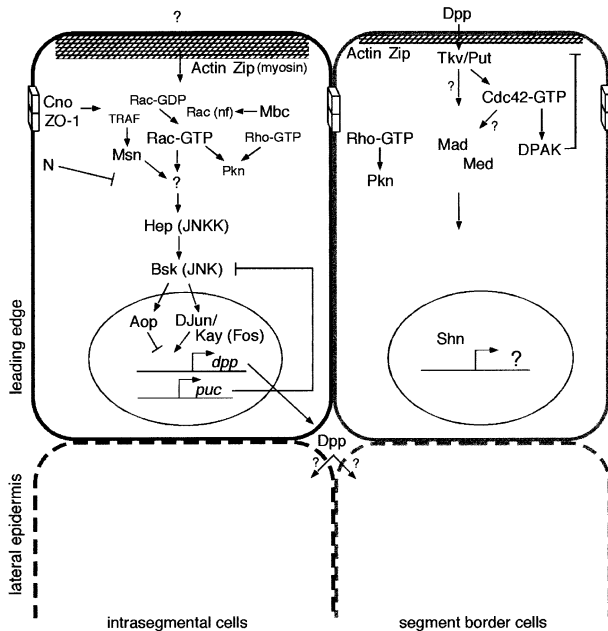 ?
Dpp
Actin Zip (myosin)
Actin Zip
Tkv/Put
?
Cdc42-GTP
Cno
ZO-1
Rac-GDP
TRAF
Rac (nf)
Mbc
Rac-GTP
Rho-GTP
Msn
N
?
Pkn
Rho-GTP
Pkn
?
Mad
Med
DPAK
Hep (JNKK)
Bsk (JNK)
Aop
DJun/
Kay (Fos)
dpp
puc
Shn
?
Dpp
?
?
leading edge
lateral epidermis
intrasegmental cells
segment border cells